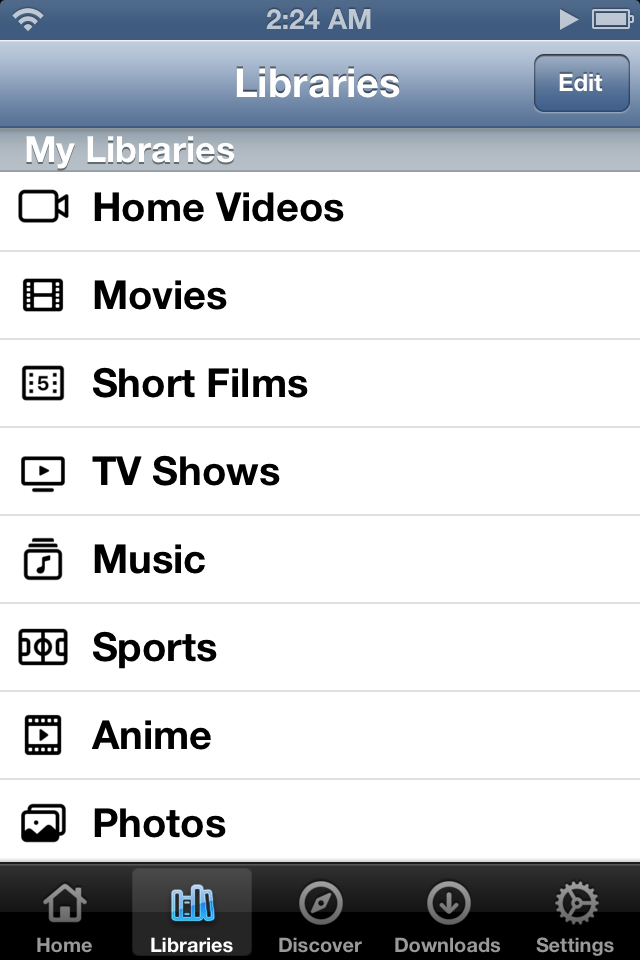 2:24 AM
Libraries
Edit
My Libraries
Home Videos
Movies
5
Short Films
TV Shows
Music
Sports
Anime
Photos
Home
Libraries
Discover
Downloads
Settings